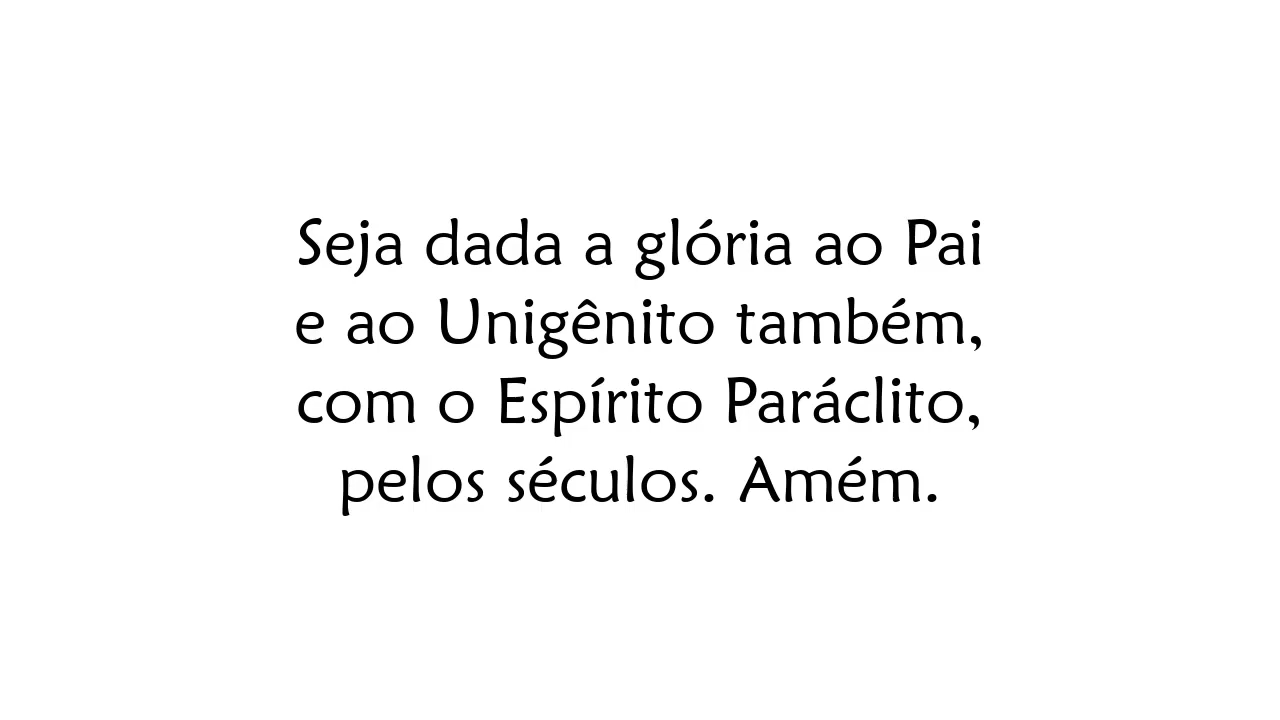 Seja dada a glória ao Pai
e ao Unigênito também,
com o Espírito Paráclito,
pelos séculos. Amém.